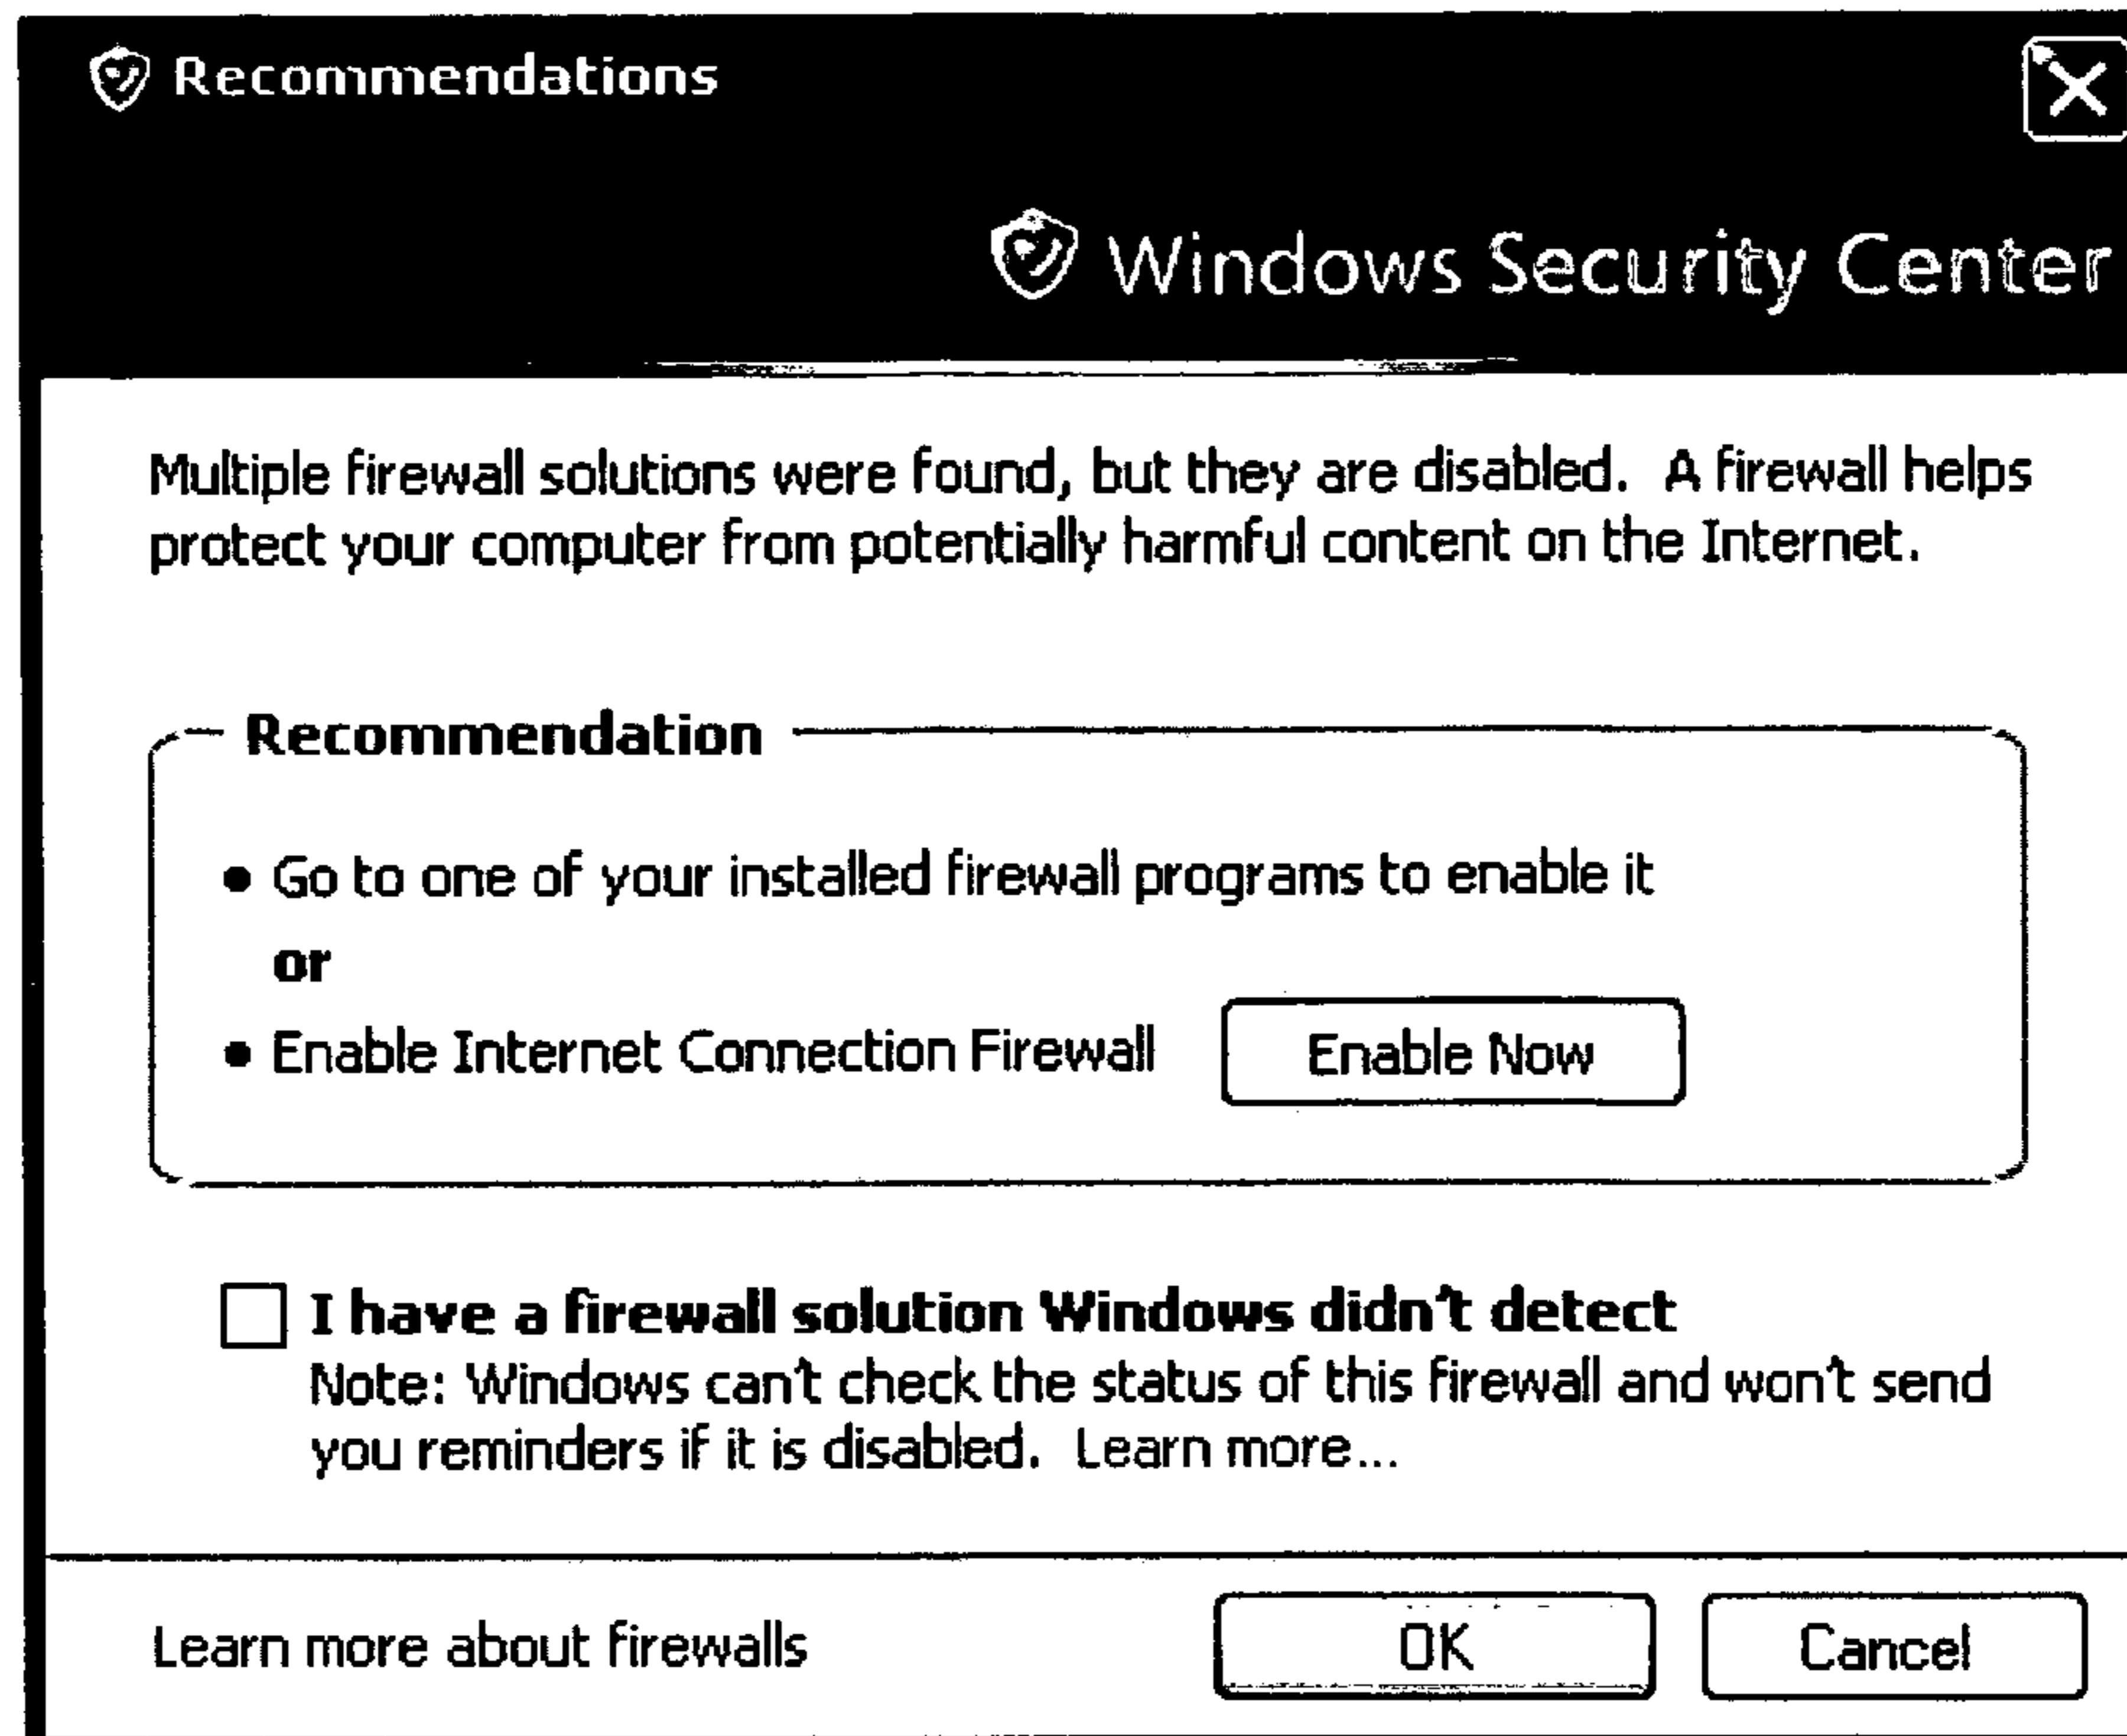 Recommendations
Windows Security Center
Multiple firewall solutions were found, but they are disabled. A firewall helps
protect your computer from potentially harmful content on the Internet.
Recommendation
• Go to one of your installed firewall programs to enable it
or
• Enable Internet Connection Firewall
Enable Now
I have a firewall solution Windows didn't detect
Note: Windows can't check the status of this firewall and won't send
you reminders if it is disabled. Learn more...
Learn more about firewalls
OK
Cancel